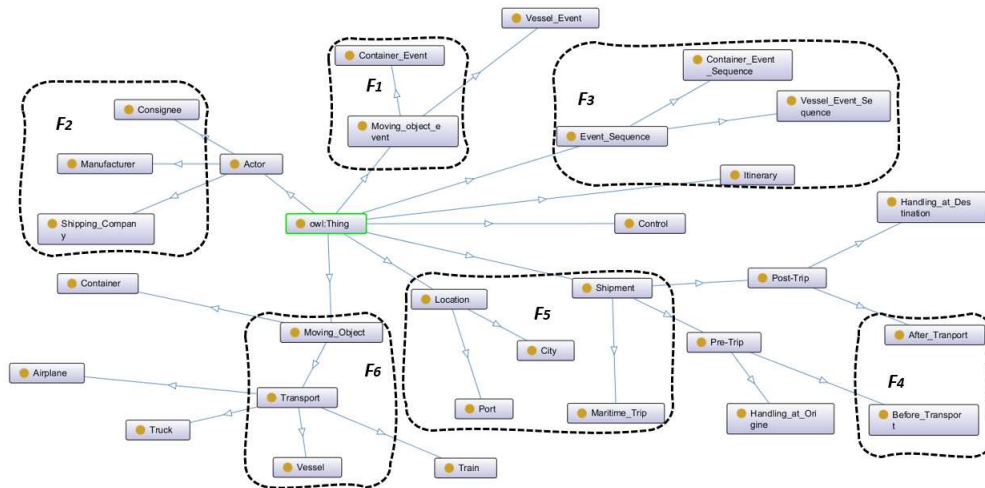 Vessel_Event
Container_Event
F1
Moving_object_e
vent
Container_Event
_Sequence
F3
Vessel_Event_Se
quence
Event_Sequence
Itinerary
F2
Consignee
Manufacturer
Actor
Shipping_Compan
y
owl:Thing
Control
Handling_at_Des
tination
Container
Location
Shipment
Post-Trip
F5
Moving_Object
City
Pre-Trip
After_Tranport
F6
F4
Airplane
Transport
Port
Maritime_Trip
Handling_at_Ori
gine
Before_Transpor
t
Truck
Vessel
Train